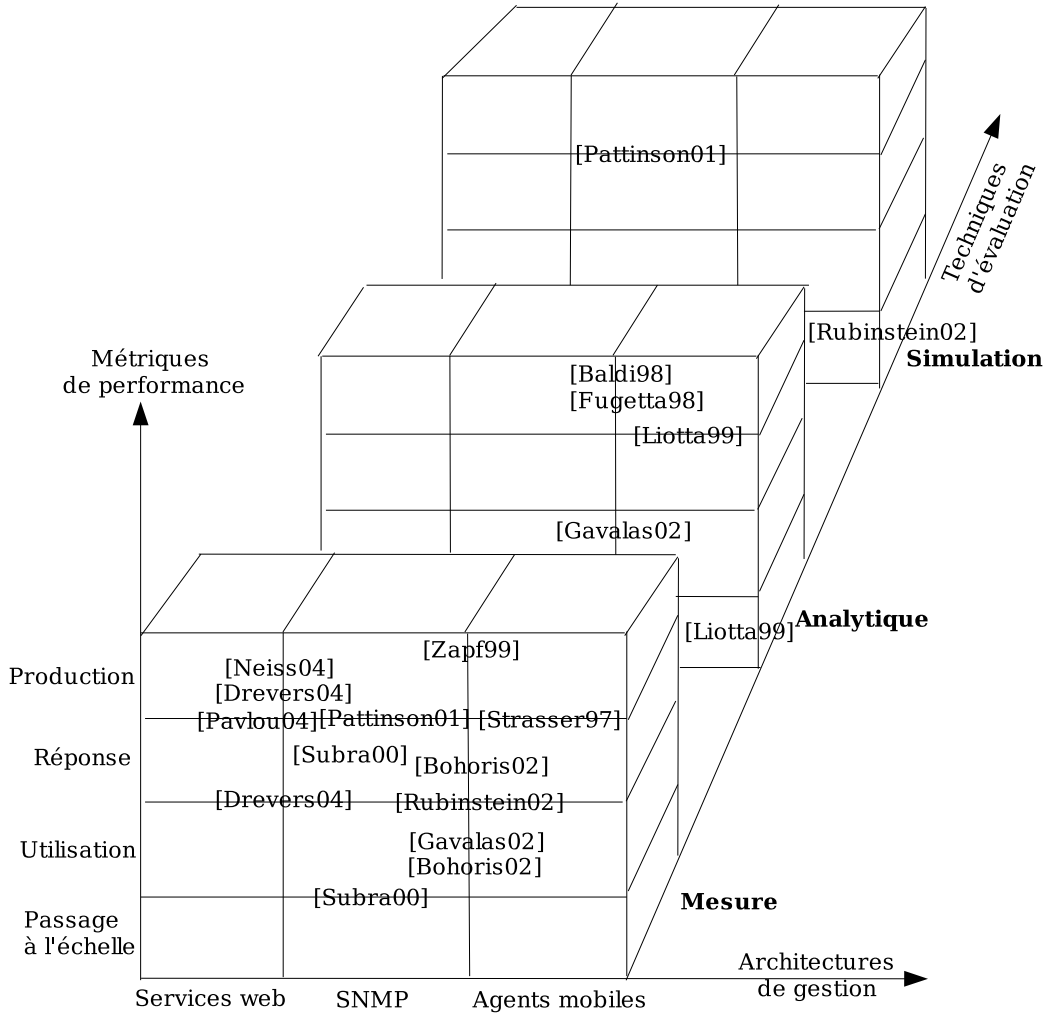 [Pattinson01]
Techniques
d'évaluation
[Rubinstein02]
Simulation
Métriques
de performance
[Baldi98]
[Fugetta98]
[Liotta99]
[Gavalas02]
[Liotta99]
Analytique
Production
[Zapf99]
[Neiss04]
[Drevers04]
[Pavlou04] [Pattinson01] [Strasser97]
Réponse
[Subra00]
[Bohoris02]
[Drevers04] [Rubinstein02]
Utilisation
[Gavalas02]
[Bohoris02]
[Subra00]
Mesure
Passage
à l'échelle
Architectures
de gestion
Services web SNMP Agents mobiles